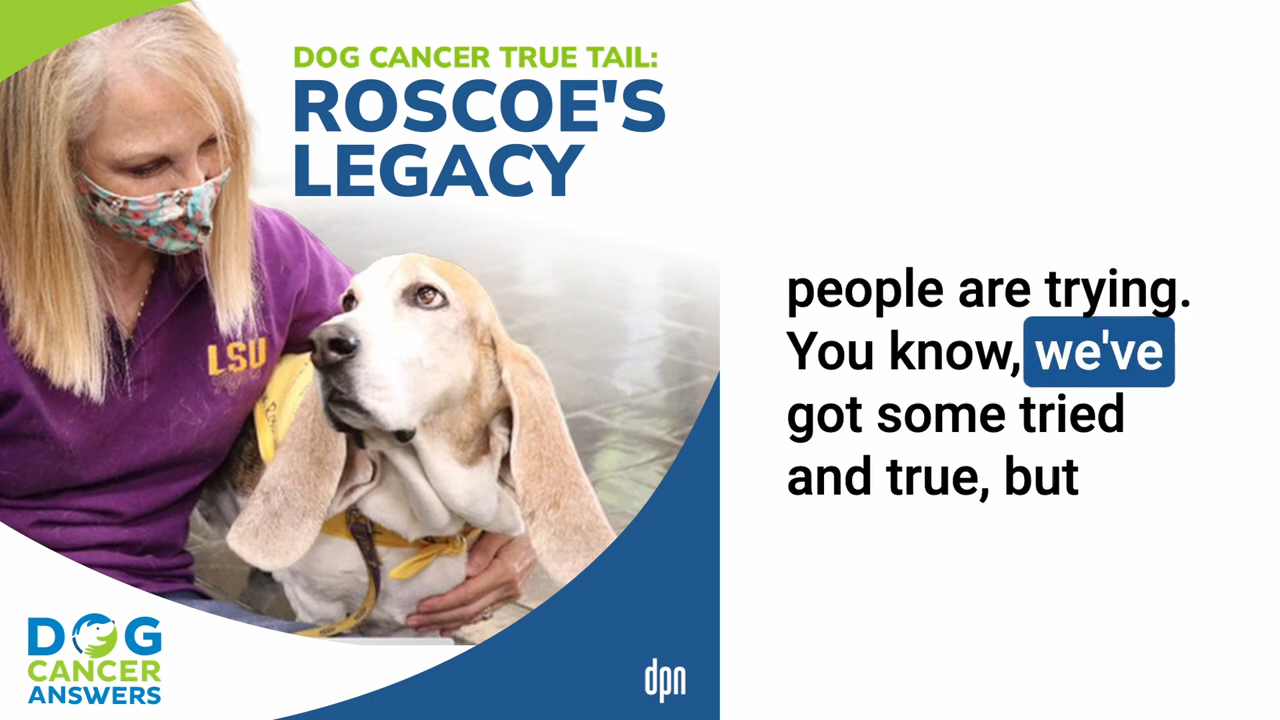 DOG CANCER TRUE TAIL:
ROSCOE'S
LEGACY
LSU
people are trying.
You know, we've
got some tried
and true, but
DOG
CANCER
ANSWERS
dpn